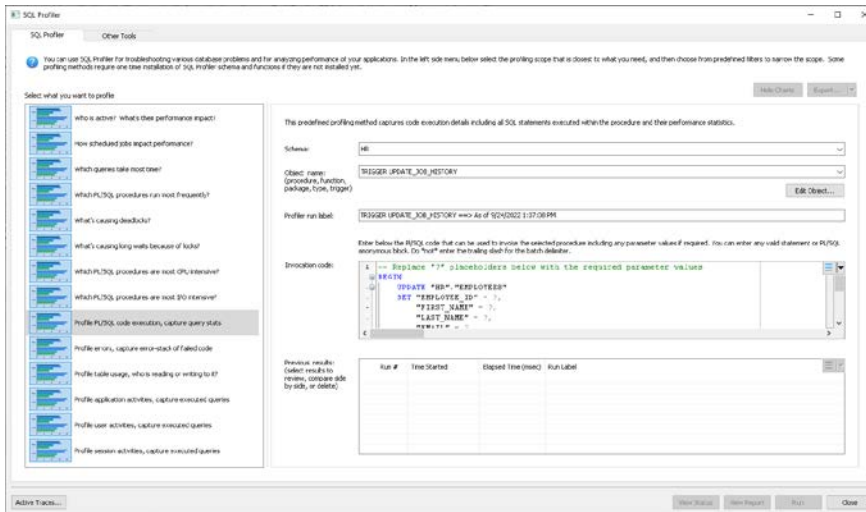 SQL Profiler
SQL Profiler
Other Tools
You can use SQL Profiler for troubleshooting various database problems and for analyzing performance of your applications. In the left side menu below select the profiling scope that is closest to what you need, and then choose from predefined filters to narrow the scope. Some
profiling methods require one time installation of SQL Profiler schema and functions if they are not installed yet.
Hide Charts
Export...
Select what you want to profile
Who is active? What's their performance impact?
How scheduled jobs impact performance?
Which queries take most time?
Which PL/SQL procedures run most frequently?
What's causing deadlocks?
What's causing long waits because of locks?
Which PL/SQL procedures are most CPU intensive?
Which PL/SQL procedures are most I/O intensive?
Profile PL/SQL code execution, capture query stats
Profile errors, capture error-stack of failed code
Profile table usage, who is reading or writing to it?
Profile application activities, capture executed queries
Profile user activities, capture executed queries
Profile session activities, capture executed queries
This predefined profiling method captures code execution details including all SQL statements executed within the procedure and their performance statistics.
Schema:
HR
Object name:
(procedure, function,
package, type, trigger)
TRIGGER UPDATE_JOB_HISTORY
Edit Object...
Profiler run label:
TRIGGER UPDATE_JOB_HISTORY ==> As of 9/24/2022 1:37:08 PM
Enter below the PL/SQL code that can be used to invoke the selected procedure including any parameter values if required. You can enter any valid statement or PL/SQL
anonymous block. Do *not* enter the trailing slash for the batch delimiter.
Invocation code:
1 -- Replace "?" placeholders below with the required parameter values
BEGIN
UPDATE "HR"."EMPLOYEES"
SET "EMPLOYEE_ID" = ?,
"FIRST_NAME" = ?,
"LAST_NAME" = ?,
"EMAIL" = ?
Previous results:
(select results to
review, compare side
by side, or delete)
Run # Time Started Elapsed Time (msec) Run Label
Active Traces...
View Status
View Report
Run
Close